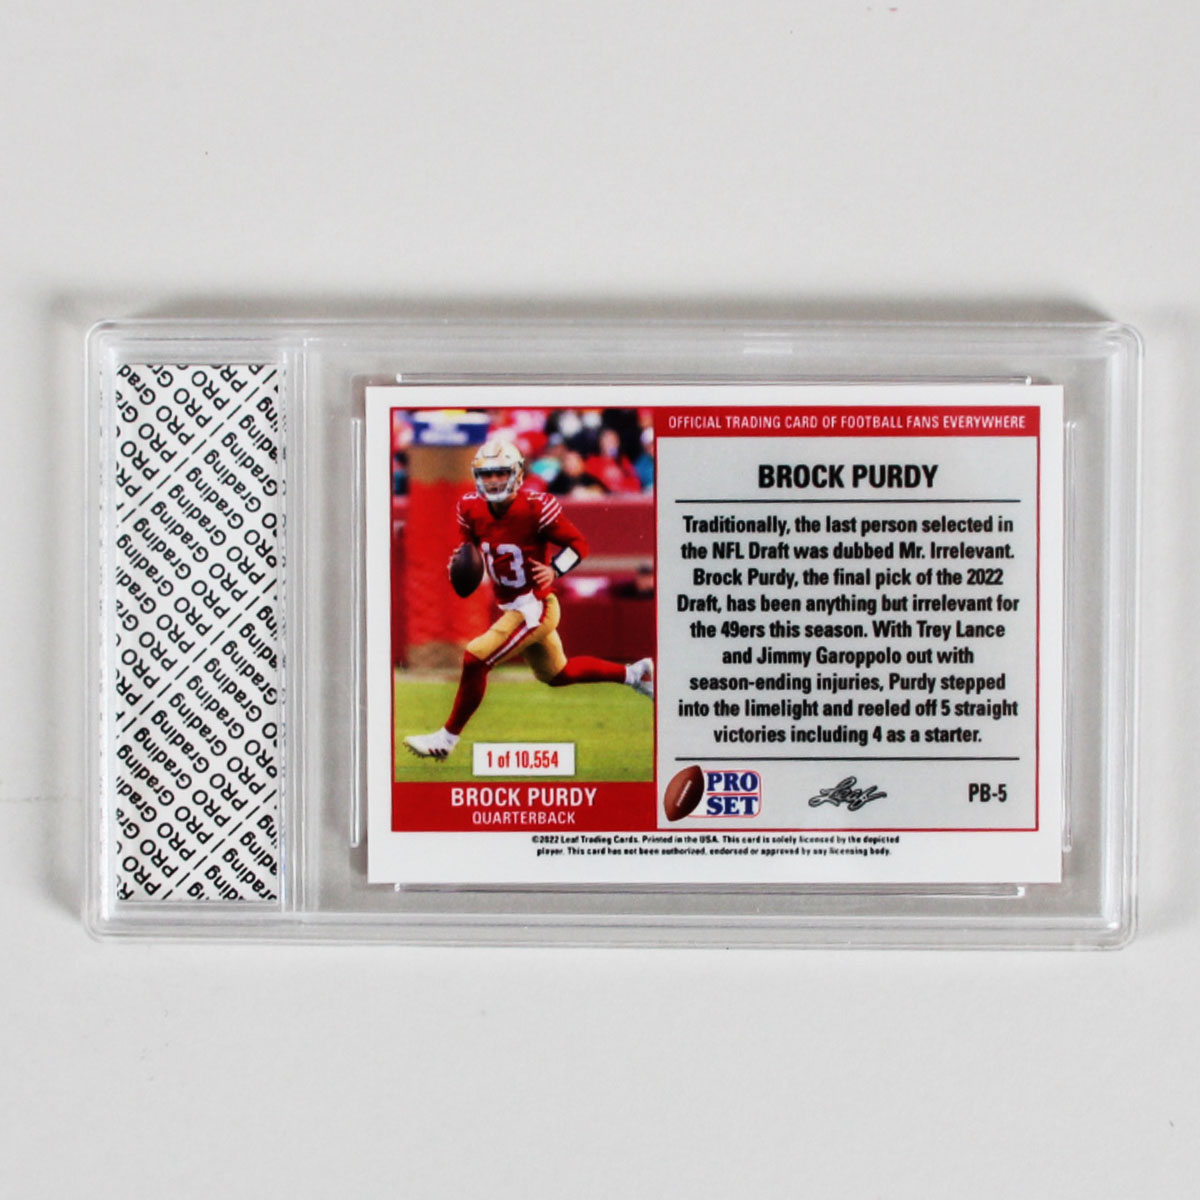 PRO Grading
OFFICIAL TRADING CARD OF FOOTBALL FANS EVERYWHERE
BROCK PURDY
Traditionally, the last person selected in
the NFL Draft was dubbed Mr. Irrelevant.
Brock Purdy, the final pick of the 2022
Draft, has been anything but irrelevant for
the 49ers this season. With Trey Lance
and Jimmy Garoppolo out with
season-ending injuries, Purdy stepped
into the limelight and reeled off 5 straight
victories including 4 as a starter.
13
1 of 10,554
BROCK PURDY
QUARTERBACK
PRO
SET
Leaf
PB-5
©2022 Leaf Trading Cards. Printed in the USA. This card is solely licensed by the depicted
player. This card has not been authorized, endorsed or approved by any licensing body.